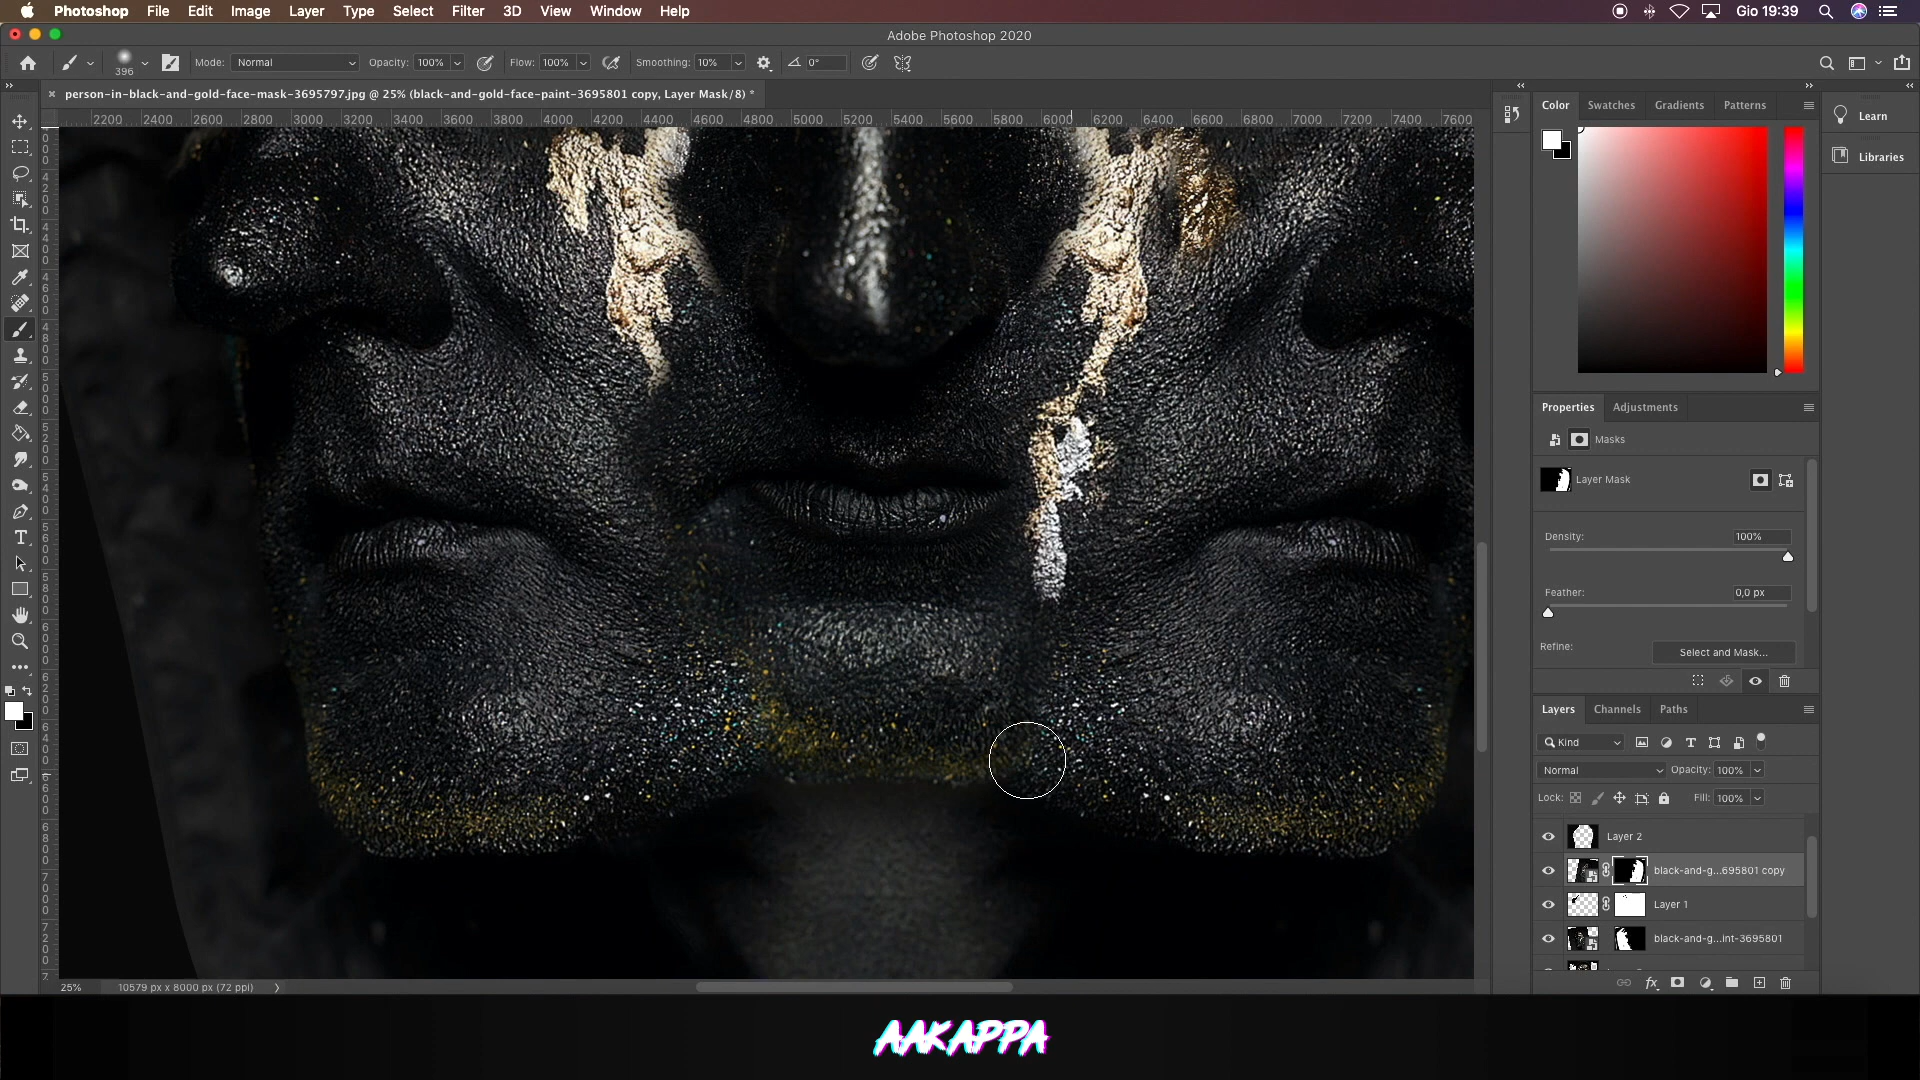 Photoshop File Edit Image Layer Type Select Filter 3D View Window Help
Gio 19:39
Adobe Photoshop 2020
396 Mode: Normal Opacity: 100% Flow: 100% Smoothing: 10% 0°
person-in-black-and-gold-face-mask-3695797.jpg @ 25% (black-and-gold-face-paint-3695801 copy, Layer Mask/8) *
2200 2400 2600 2800 3000 3200 3400 3600 3800 4000 4200 4400 4600 4800 5000 5200 5400 5600 5800 6000 6200 6400 6600 6800 7000 7200 7400 7600
Color Swatches Gradients Patterns
Learn
Libraries
Properties Adjustments
Masks
Layer Mask
Density: 100%
Feather: 0,0 px
Refine: Select and Mask...
Layers Channels Paths
Kind
Normal Opacity: 100%
Lock: Fill: 100%
Layer 2
black-and-g...695801 copy
Layer 1
black-and-g...int-3695801
25% 10579 px x 8000 px (72 ppi)
AAKAPPA